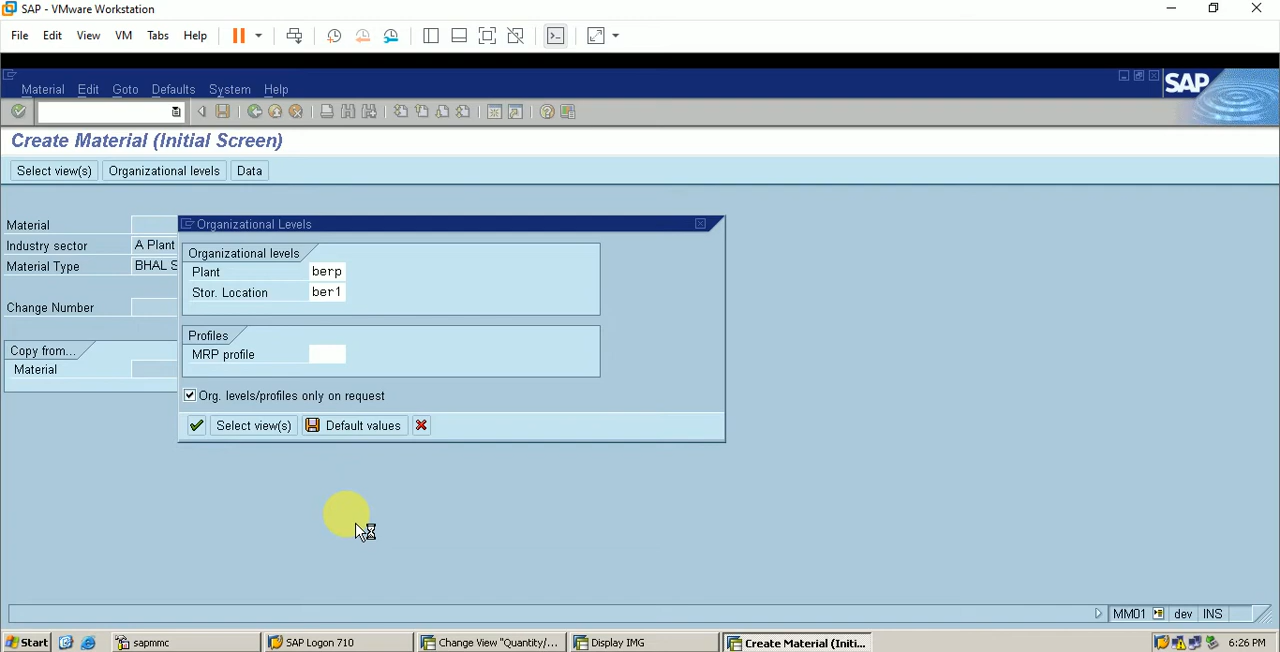 SAP - VMware Workstation
File Edit View VM Tabs Help
Material Edit Goto Defaults System Help
SAP
Create Material (Initial Screen)
Select view(s) Organizational levels Data
Material
Industry sector A Plant
Material Type BHAL S
Change Number
Copy from...
Material
Organizational Levels
Organizational levels
Plant berp
Stor. Location ber1
Profiles
MRP profile
Org. levels/profiles only on request
Select view(s) Default values
MM01 dev INS
Start sapmmc SAP Logon 710 Change View "Quantity/... Display IMG Create Material (Initi... 6:26 PM